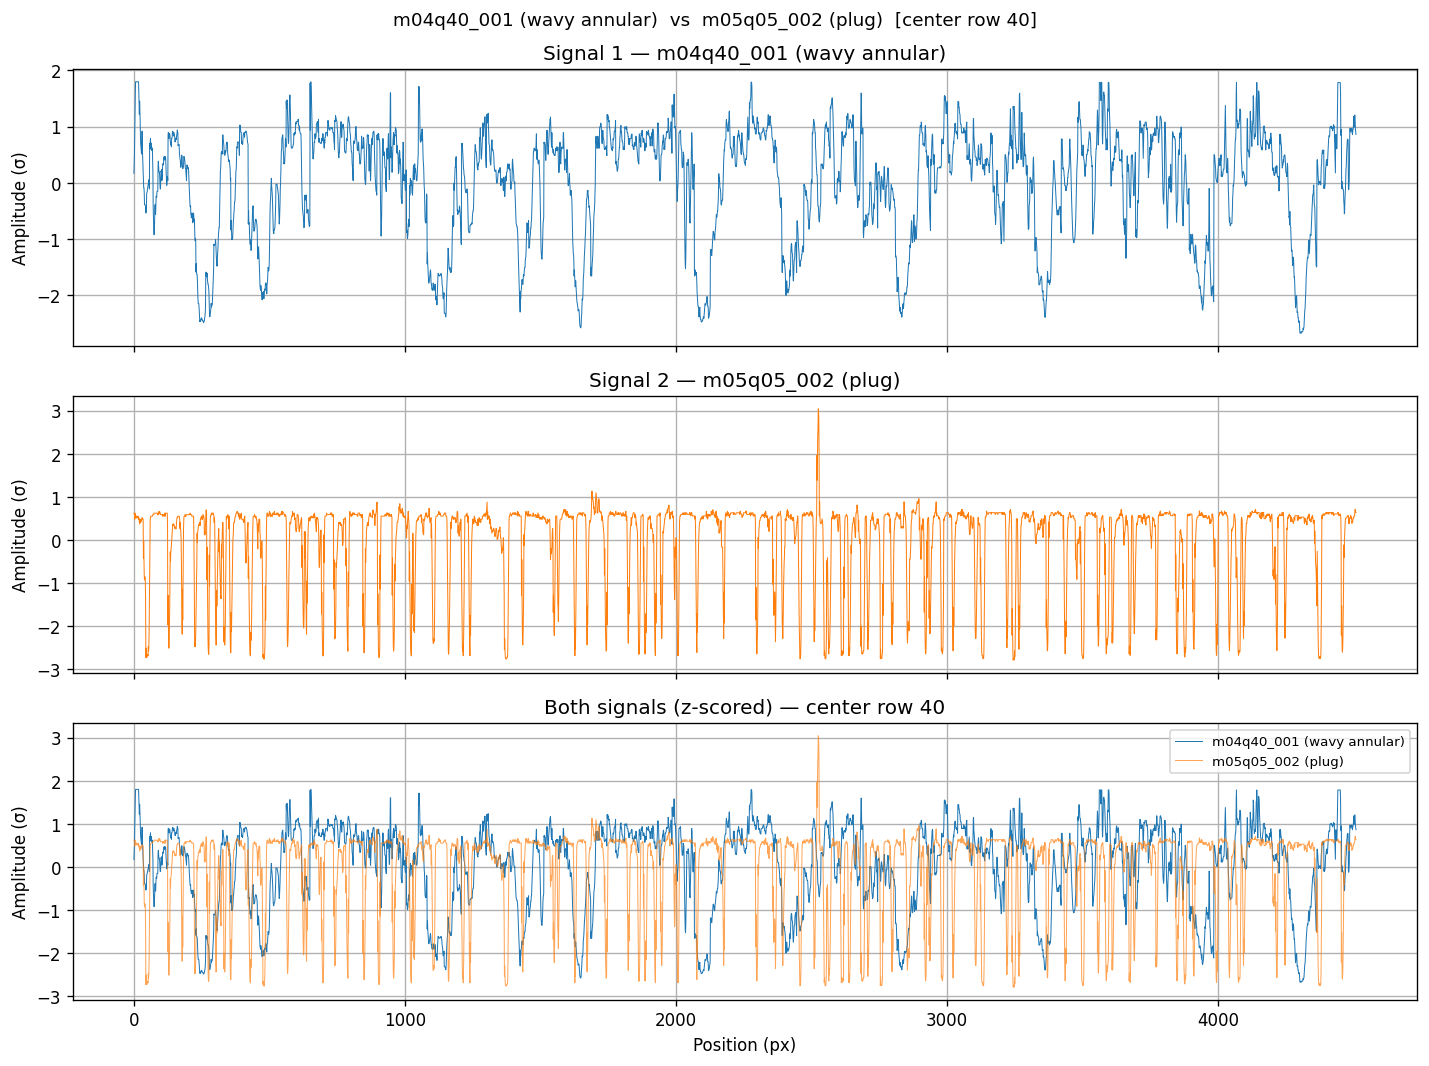 m04q40_001 (wavy annular)  vs  m05q05_002 (plug)  [center row 40]
Signal 1 — m04q40_001 (wavy annular)
Amplitude (σ)
2
1
0
−1
−2
Signal 2 — m05q05_002 (plug)
Amplitude (σ)
3
2
1
0
−1
−2
−3
Both signals (z-scored) — center row 40
Amplitude (σ)
3
2
1
0
−1
−2
−3
m04q40_001 (wavy annular)
m05q05_002 (plug)
0 1000 2000 3000 4000
Position (px)